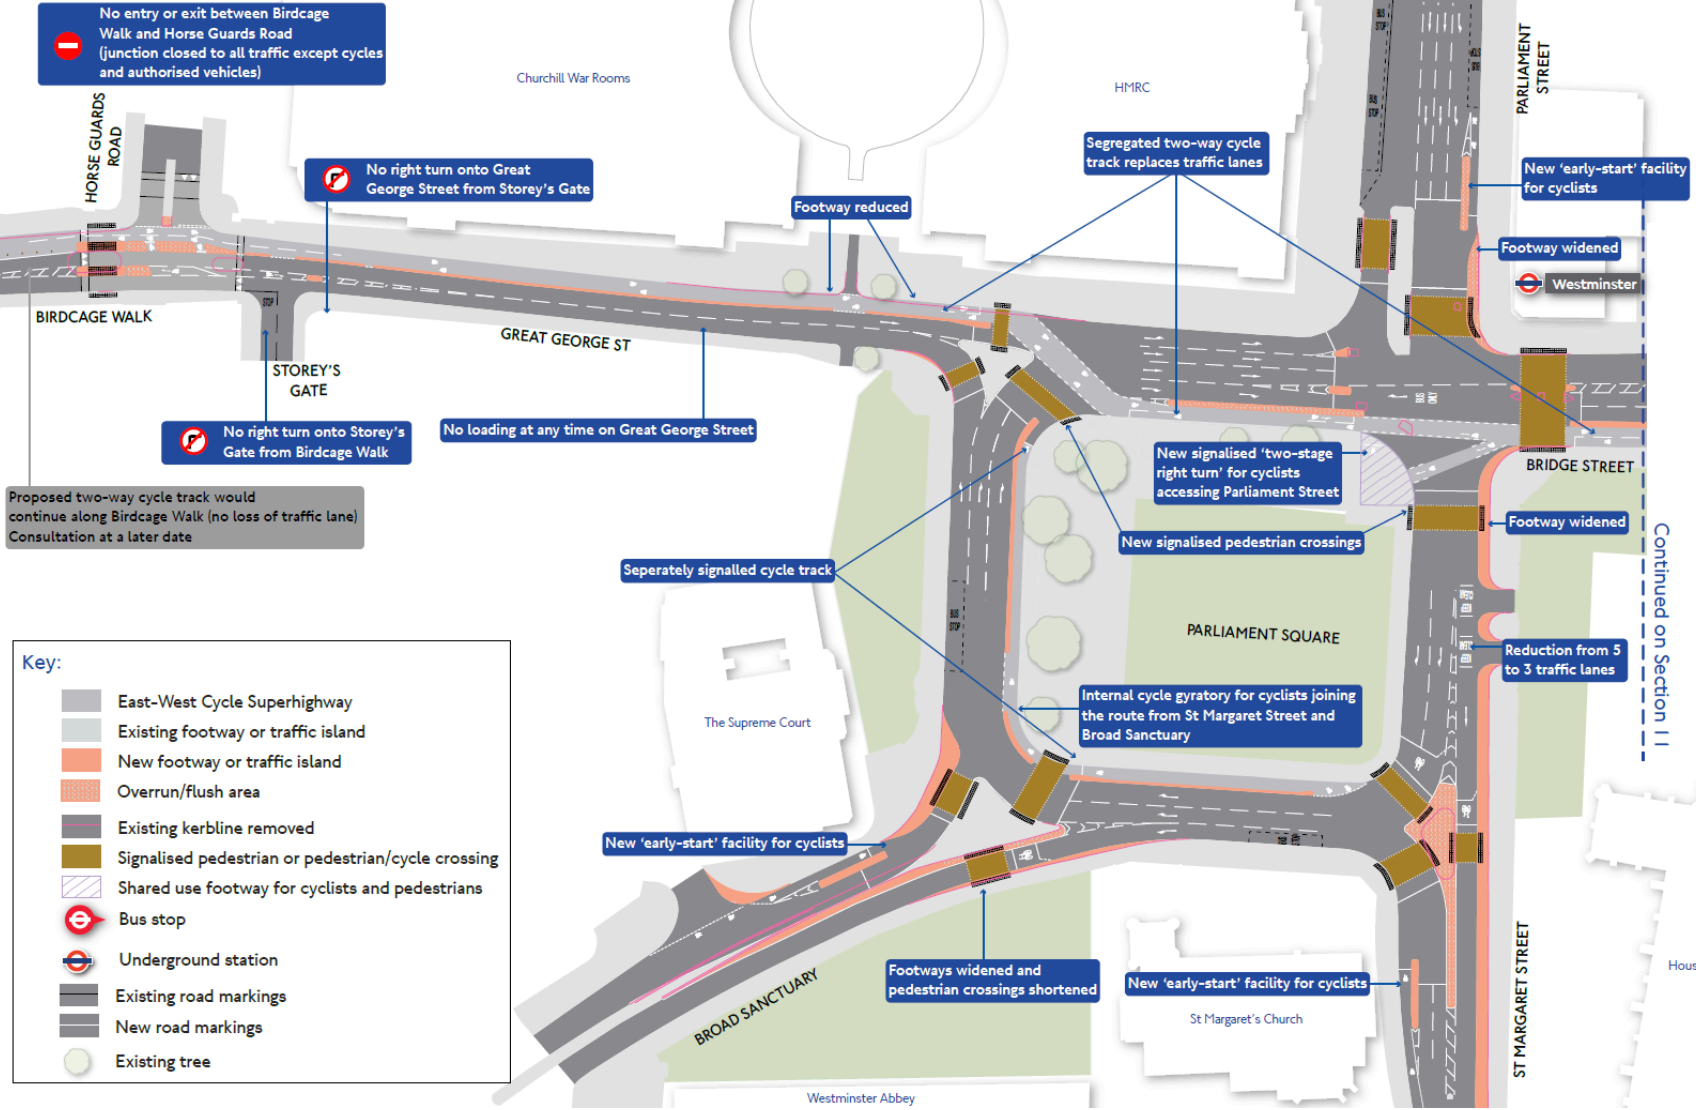 No entry or exit between Birdcage
Walk and Horse Guards Road
(junction closed to all traffic except cycles
and authorised vehicles)
Churchill War Rooms
HMRC
PARLIAMENT
STREET
BUS
STOP
BUS
STOP
HORSE GUARDS
ROAD
No right turn onto Great
George Street from Storey's Gate
Segregated two-way cycle
track replaces traffic lanes
New 'early-start' facility
for cyclists
Footway reduced
Footway widened
Westminster
BIRDCAGE WALK
STOP
GREAT GEORGE ST
STOREY'S
GATE
BUS
ONLY
No right turn onto Storey's
Gate from Birdcage Walk
No loading at any time on Great George Street
New signalised 'two-stage
right turn' for cyclists
accessing Parliament Street
BRIDGE STREET
Proposed two-way cycle track would
continue along Birdcage Walk (no loss of traffic lane)
Consultation at a later date
Footway widened
New signalised pedestrian crossings
Continued on Section 11
Seperately signalled cycle track
BUS
STOP
PARLIAMENT SQUARE
Reduction from 5
to 3 traffic lanes
Internal cycle gyratory for cyclists joining
the route from St Margaret Street and
Broad Sanctuary
The Supreme Court
New 'early-start' facility for cyclists
BUS
STOP
Footways widened and
pedestrian crossings shortened
New 'early-start' facility for cyclists
BROAD SANCTUARY
St Margaret's Church
ST MARGARET STREET
Hous
Westminster Abbey
Key:
East-West Cycle Superhighway
Existing footway or traffic island
New footway or traffic island
Overrun/flush area
Existing kerbline removed
Signalised pedestrian or pedestrian/cycle crossing
Shared use footway for cyclists and pedestrians
Bus stop
Underground station
Existing road markings
New road markings
Existing tree